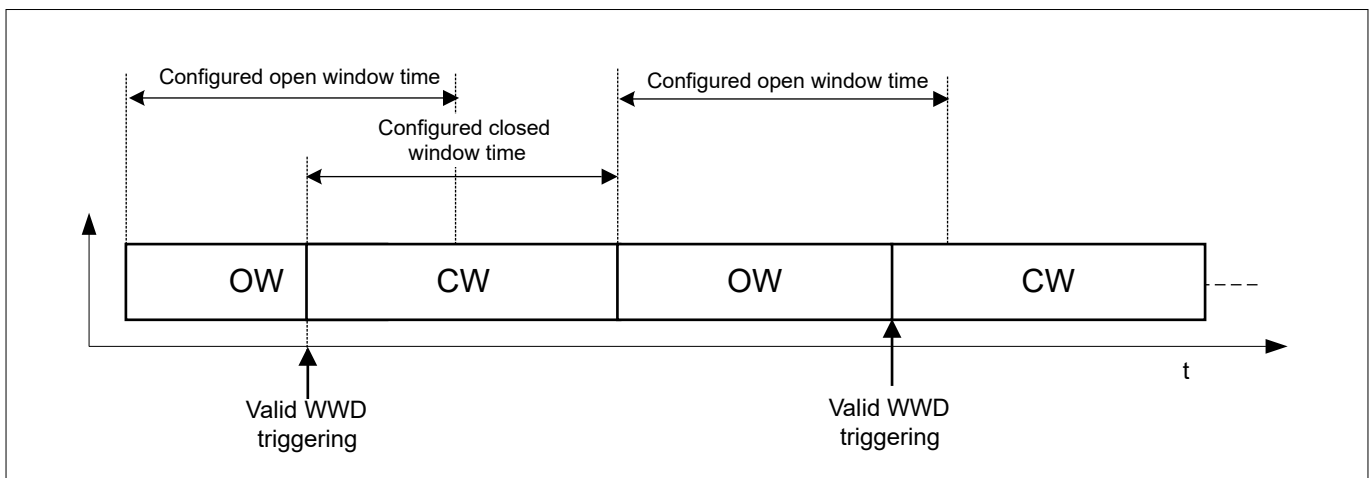 Configured open window time
Configured open window time
Configured closed
window time
OW
CW
OW
CW
t
Valid WWD
triggering
Valid WWD
triggering